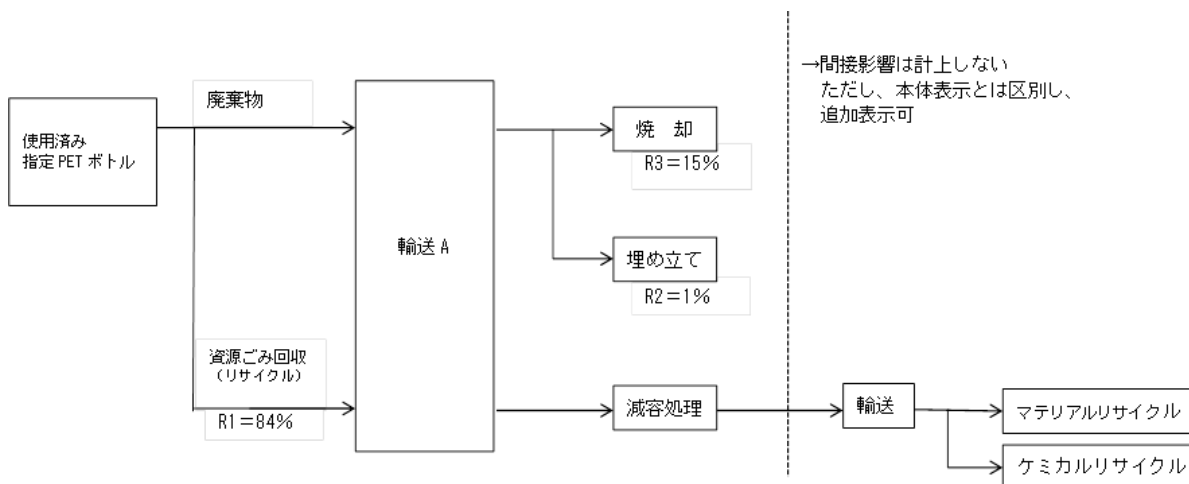 使用済み
指定PETボトル
廃棄物
資源ごみ回収
（リサイクル）
R1＝84％
輸送A
焼　却
R3＝15％
埋め立て
R2＝1％
減容処理
→間接影響は計上しない
ただし、本体表示とは区別し、
追加表示可
輸送
マテリアルリサイクル
ケミカルリサイクル